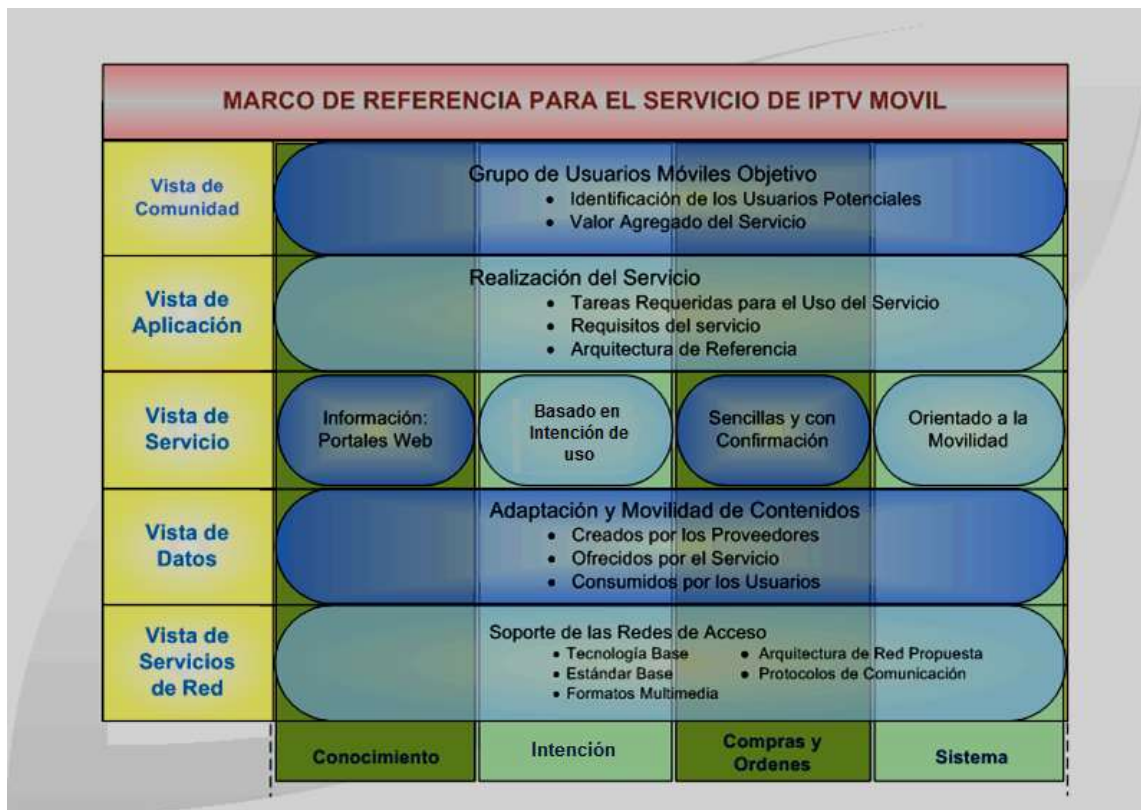 MARCO DE REFERENCIA PARA EL SERVICIO DE IPTV MOVIL
Vista de
Comunidad
Grupo de Usuarios Móviles Objetivo
• Identificación de los Usuarios Potenciales
• Valor Agregado del Servicio
Vista de
Aplicación
Realización del Servicio
• Tareas Requeridas para el Uso del Servicio
• Requisitos del servicio
• Arquitectura de Referencia
Vista de
Servicio
Información:
Portales Web
Basado en
Intención de
uso
Sencillas y con
Confirmación
Orientado a la
Movilidad
Vista de
Datos
Adaptación y Movilidad de Contenidos
• Creados por los Proveedores
• Ofrecidos por el Servicio
• Consumidos por los Usuarios
Vista de
Servicios
de Red
Soporte de las Redes de Acceso
• Tecnología Base
• Estándar Base
• Formatos Multimedia
• Arquitectura de Red Propuesta
• Protocolos de Comunicación
Conocimiento
Intención
Compras y
Ordenes
Sistema